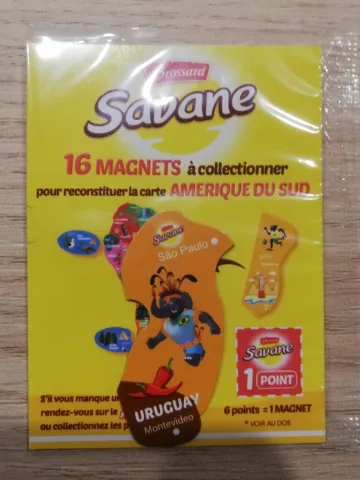 Brossard
Savane
16 MAGNETS à collectionner
pour reconstituer la carte AMERIQUE DU SUD
Savane
São Paulo
Brossard
Savane
1 POINT
S'il vous manque
rendez-vous sur le
ou collectionnez les
6 points = 1 MAGNET
* VOIR AU DOS
URUGUAY
Montevideo